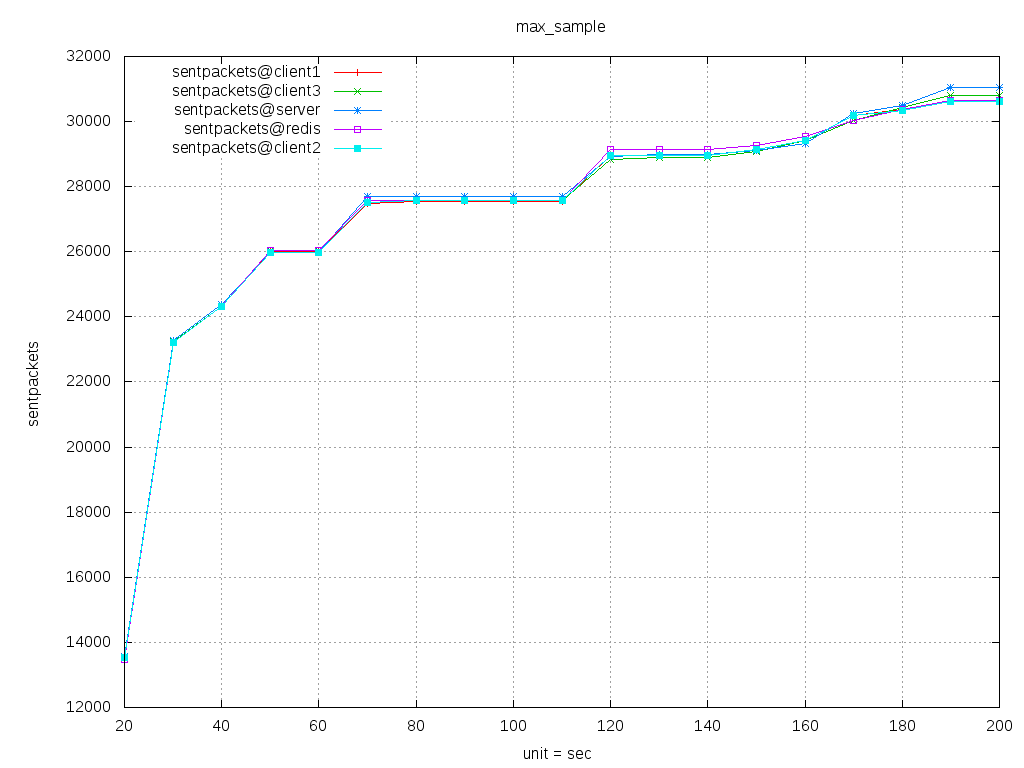 max_sample
32000
30000
28000
26000
24000
22000
20000
18000
16000
14000
12000
sentpackets
sentpackets@client1
sentpackets@client3
sentpackets@server
sentpackets@redis
sentpackets@client2
20 40 60 80 100 120 140 160 180 200
unit = sec